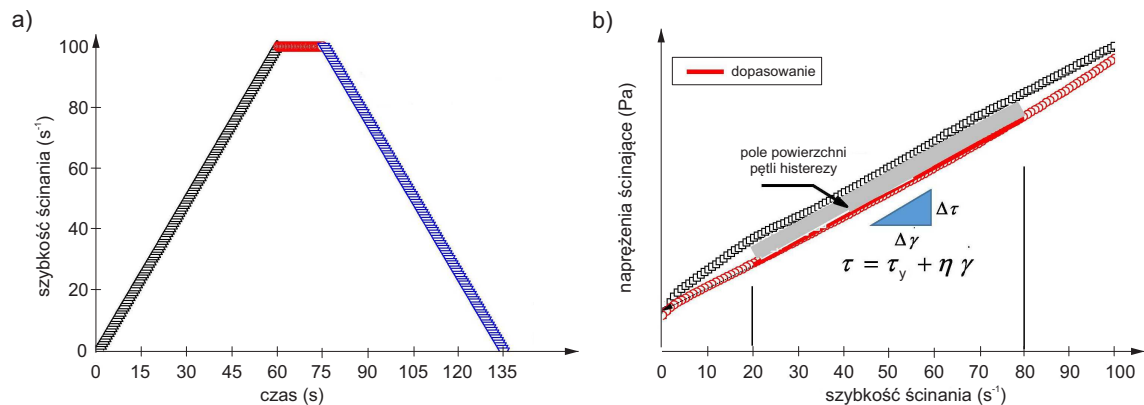 a)
szybkość ścinania (s⁻¹)
100
80
60
40
20
0
0 15 30 45 60 75 90 105 120 135
czas (s)
b)
naprężenia ścinające (Pa)
dopasowanie
pole powierzchni
pętli histerezy
Δτ
Δγ̇
τ = τ_y + η γ̇
0 10 20 30 40 50 60 70 80 90 100
szybkość ścinania (s⁻¹)